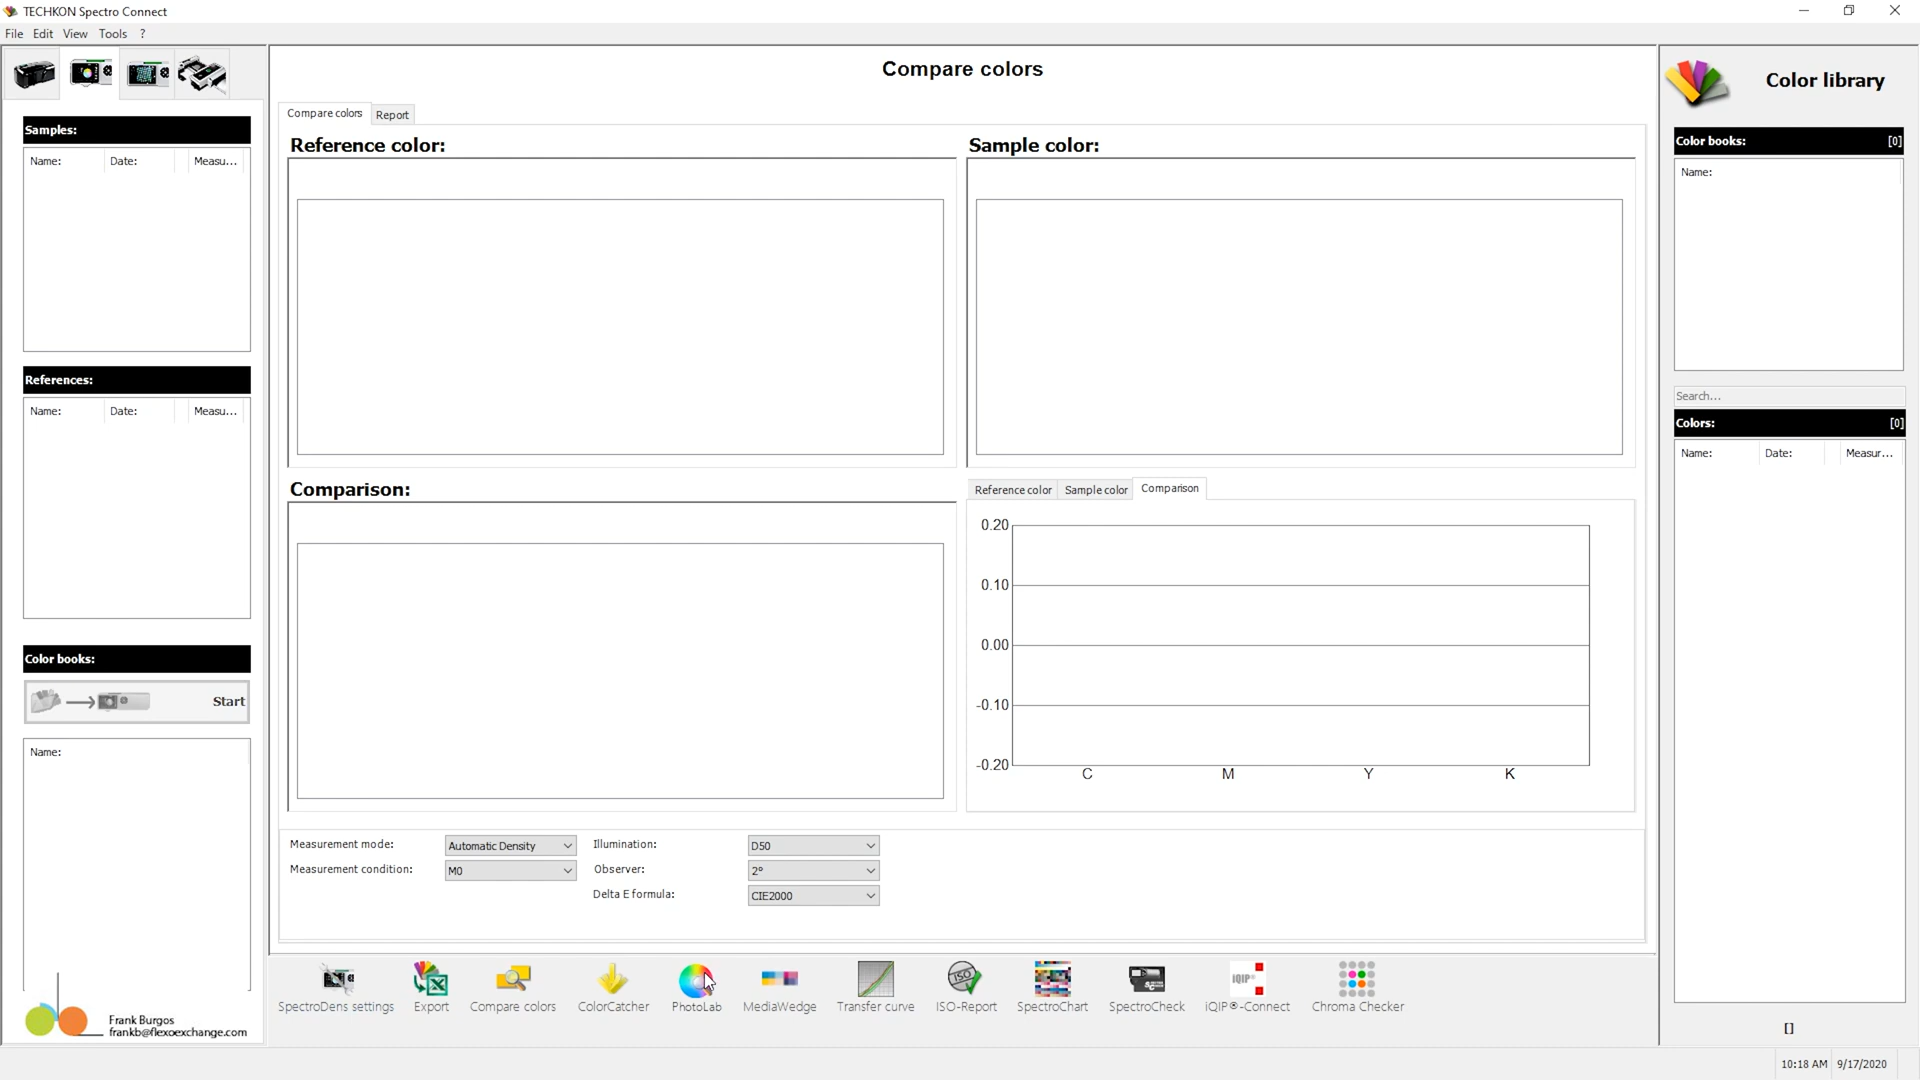 TECHKON Spectro Connect
File Edit View Tools ?
Compare colors
Color library
Compare colors Report
Samples:
Name: Date: Measu...
Reference color:
Sample color:
Color books: [0]
Name:
References:
Name: Date: Measu...
Search...
Colors: [0]
Name: Date: Measur...
Comparison:
Reference color Sample color Comparison
0.20
0.10
0.00
-0.10
-0.20
C M Y K
Color books:
Start
Name:
Measurement mode: Automatic Density Illumination: D50
Measurement condition: M0 Observer: 2°
Delta E formula: CIE2000
ISO
SC
IQIP®
SpectroDens settings Export Compare colors ColorCatcher PhotoLab MediaWedge Transfer curve ISO-Report SpectroChart SpectroCheck iQIP®-Connect Chroma Checker
Frank Burgos
frankb@flexoexchange.com
[]
10:18 AM 9/17/2020